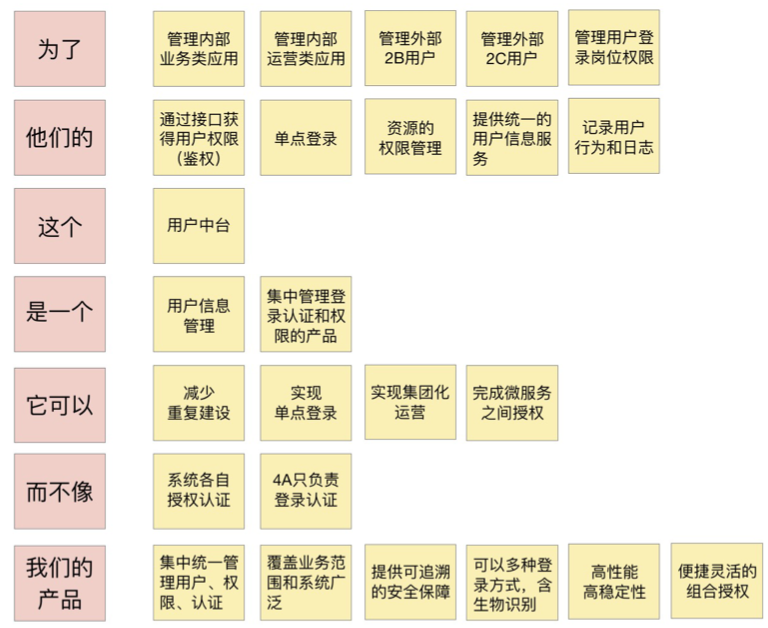 为了
管理内部
业务类应用
管理内部
运营类应用
管理外部
2B用户
管理外部
2C用户
管理用户登
录岗位权限
他们的
通过接口获
得用户权限
（鉴权）
单点登录
资源的
权限管理
提供统一的
用户信息服
务
记录用户
行为和日志
这个
用户中台
是一个
用户信息
管理
集中管理登
录认证和权
限的产品
它可以
减少
重复建设
实现
单点登录
实现集团化
运营
完成微服务
之间授权
而不像
系统各自
授权认证
4A只负责
登录认证
我们的
产品
集中统一管
理用户、权
限、认证
覆盖业务范
围和系统广
泛
提供可追溯
的安全保障
可以多种登
录方式，含
生物识别
高性能
高稳定性
便捷灵活的
组合授权